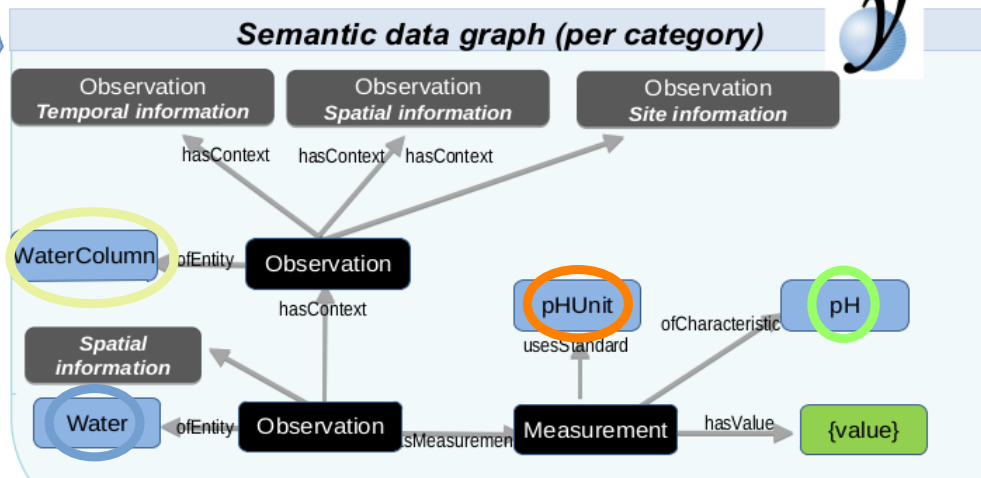 Semantic data graph (per category)
y
Observation
Temporal information
Observation
Spatial information
Observation
Site information
hasContext
hasContext
hasContext
WaterColumn
ofEntity
Observation
hasContext
pHUnit
usesStandard
ofCharacteristic
pH
Spatial
information
Water
ofEntity
Observation
asMeasuremen
Measurement
hasValue
{value}